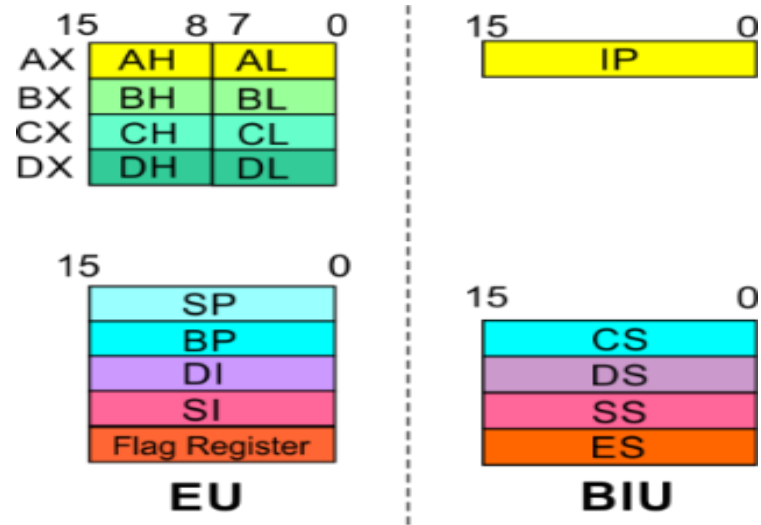 15 8 7 0
AX AH AL
BX BH BL
CX CH CL
DX DH DL
15 0
SP
BP
DI
SI
Flag Register
EU
15 0
IP
15 0
CS
DS
SS
ES
BIU